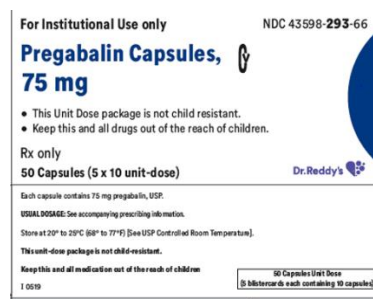 For Institutional Use only
NDC 43598-293-66
Pregabalin Capsules, CV
75 mg
• This Unit Dose package is not child resistant.
• Keep this and all drugs out of the reach of children.
Rx only
50 Capsules (5 x 10 unit-dose)
Dr.Reddy's
Each capsule contains 75 mg pregabalin, USP.
USUAL DOSAGE: See accompanying prescribing information.
Store at 20° to 25°C (68° to 77°F) [See USP Controlled Room Temperature].
This unit-dose package is not child-resistant.
Keep this and all medication out of the reach of children
I 0519
50 Capsules Unit Dose
(5 blistercards each containing 10 capsules)